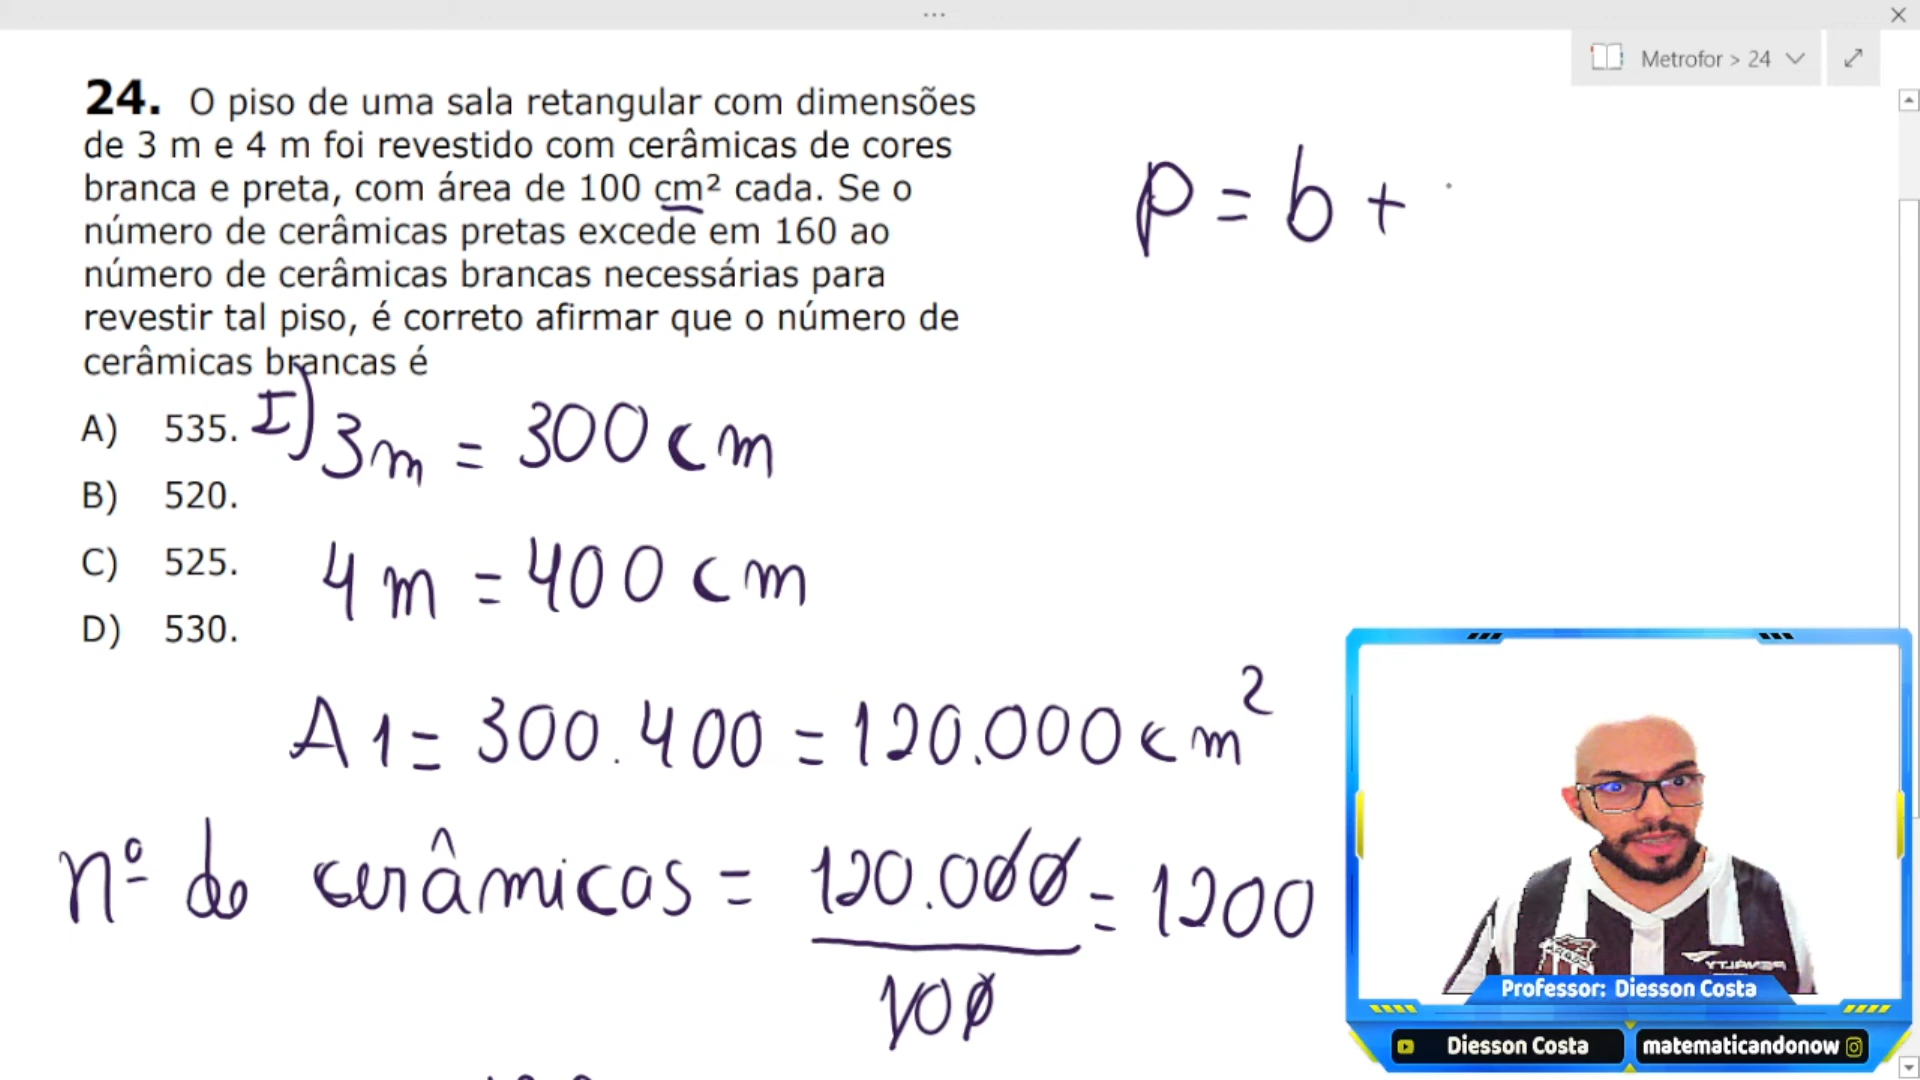 Metrofor > 24
24. O piso de uma sala retangular com dimensões
de 3 m e 4 m foi revestido com cerâmicas de cores
branca e preta, com área de 100 cm² cada. Se o
número de cerâmicas pretas excede em 160 ao
número de cerâmicas brancas necessárias para
revestir tal piso, é correto afirmar que o número de
cerâmicas brancas é
A) 535.
B) 520.
C) 525.
D) 530.
p = b +
I) 3m = 300 cm
4 m = 400 cm
A1 = 300.400 = 120.000 cm²
nº de cerâmicas = 120.000 = 1200
100
Professor: Diesson Costa
Diesson Costa
matematicandonow